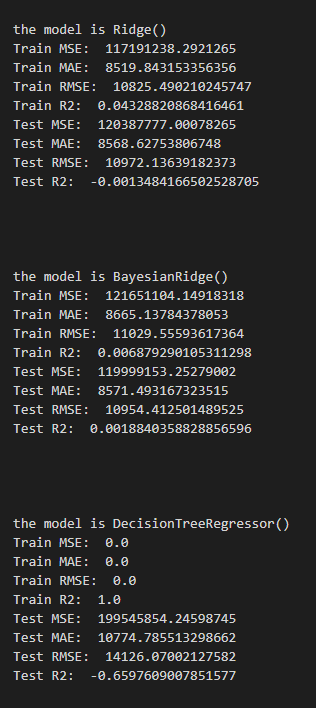 the model is Ridge()
Train MSE:  117191238.2921265
Train MAE:  8519.843153356356
Train RMSE:  10825.490210245747
Train R2:  0.04328820868416461
Test MSE:  120387777.00078265
Test MAE:  8568.62753806748
Test RMSE:  10972.13639182373
Test R2:  -0.0013484166502528705
the model is BayesianRidge()
Train MSE:  121651104.14918318
Train MAE:  8665.13784378053
Train RMSE:  11029.55593617364
Train R2:  0.006879290105311298
Test MSE:  119999153.25279002
Test MAE:  8571.493167323515
Test RMSE:  10954.412501489525
Test R2:  0.0018840358828856596
the model is DecisionTreeRegressor()
Train MSE:  0.0
Train MAE:  0.0
Train RMSE:  0.0
Train R2:  1.0
Test MSE:  199545854.24598745
Test MAE:  10774.785513298662
Test RMSE:  14126.07002127582
Test R2:  -0.6597609007851577